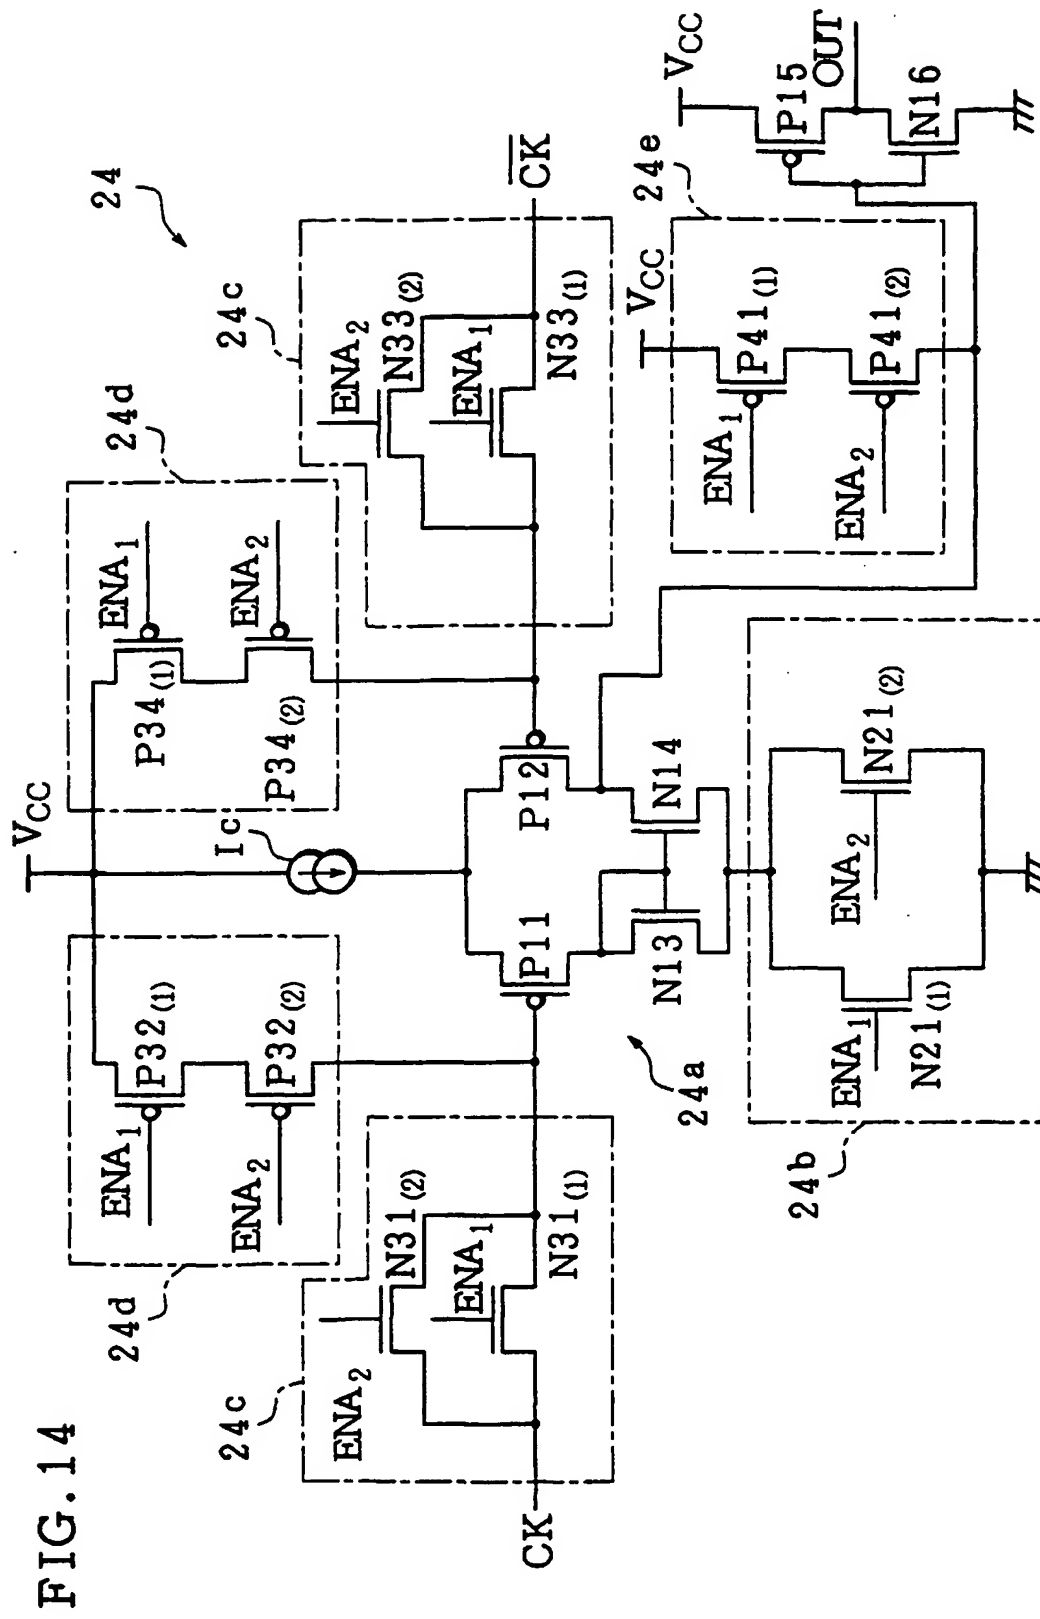 FIG.14
24
V_CC
24d
24d
ENA₁
P32(1)
ENA₂
P32(2)
Ic
P34(1)
ENA₁
P34(2)
ENA₂
24c
24c
ENA₂
N31(2)
ENA₁
N31(1)
CK
P11
P12
ENA₂
N33(2)
ENA₁
N33(1)
C̅K̅
24a
N13
N14
24b
ENA₁
N21(1)
ENA₂
N21(2)
24e
V_CC
ENA₁
P41(1)
ENA₂
P41(2)
V_CC
P15
OUT
N16